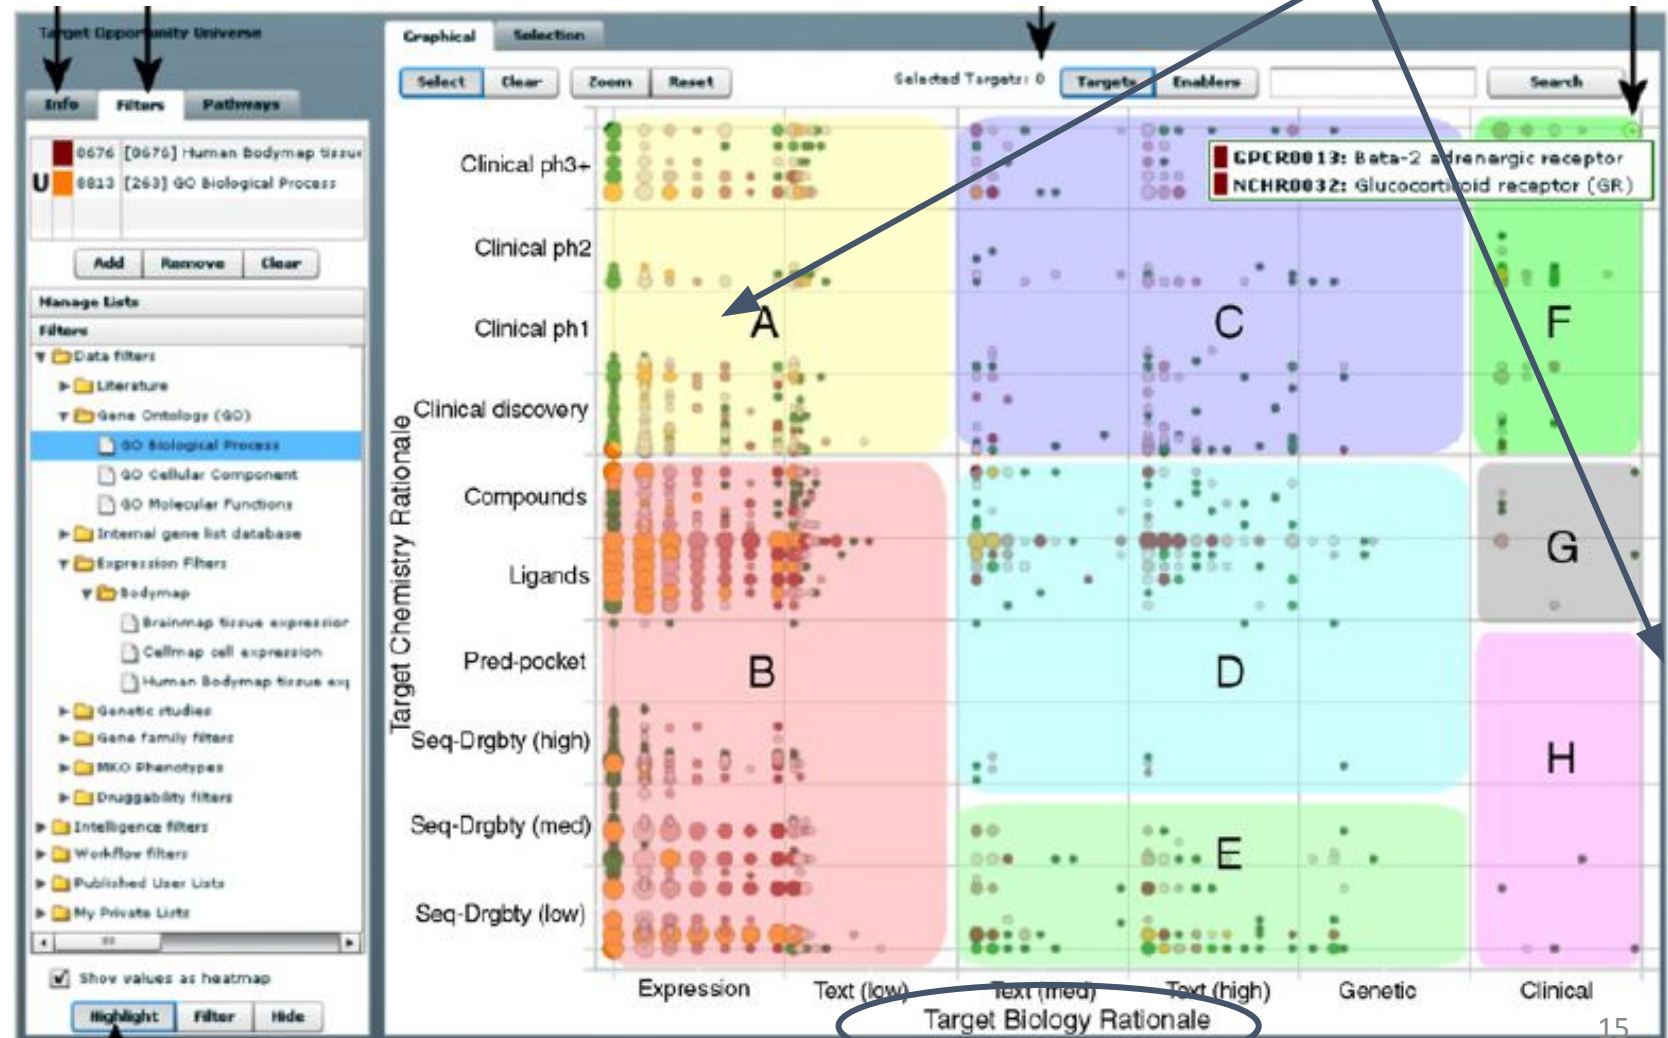 Target Opportunity Universe
Info Filters Pathways
0676 [0676] Human Bodymap tissue
U 0813 [263] GO Biological Process
Add Remove Clear
Manage Lists
Filters
Data filters
Literature
Gene Ontology (GO)
GO Biological Process
GO Cellular Component
GO Molecular Functions
Internal gene list database
Expression Filters
Bodymap
Brainmap tissue expression
Cellmap cell expression
Human Bodymap tissue exp
Genetic studies
Gene family filters
MKO Phenotypes
Druggability filters
Intelligence filters
Workflow filters
Published User Lists
My Private Lists
Show values as heatmap
Highlight Filter Hide
Graphical Selection
Select Clear Zoom Reset Selected Targets: 0 Targets Enablers Search
GPCR0013: Beta-2 adrenergic receptor
NCHR0032: Glucocorticoid receptor (GR)
Target Chemistry Rationale
Clinical ph3+
Clinical ph2
Clinical ph1
Clinical discovery
Compounds
Ligands
Pred-pocket
Seq-Drgbty (high)
Seq-Drgbty (med)
Seq-Drgbty (low)
A C F
G
B D
H
E
Expression Text (low) Text (med) Text (high) Genetic Clinical
Target Biology Rationale
15